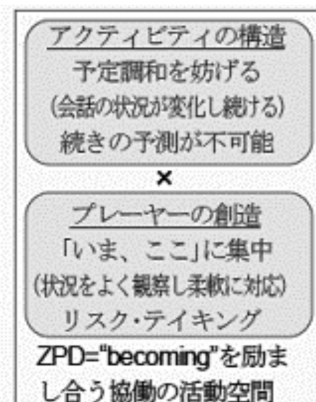 アクティビティの構造
予定調和を妨げる
(会話の状況が変化し続ける)
続きの予測が不可能
×
プレーヤーの創造
「いま、ここ」に集中
(状況をよく観察し柔軟に対応)
リスク・テイキング
ZPD="becoming"を励ま
し合う協働の活動空間